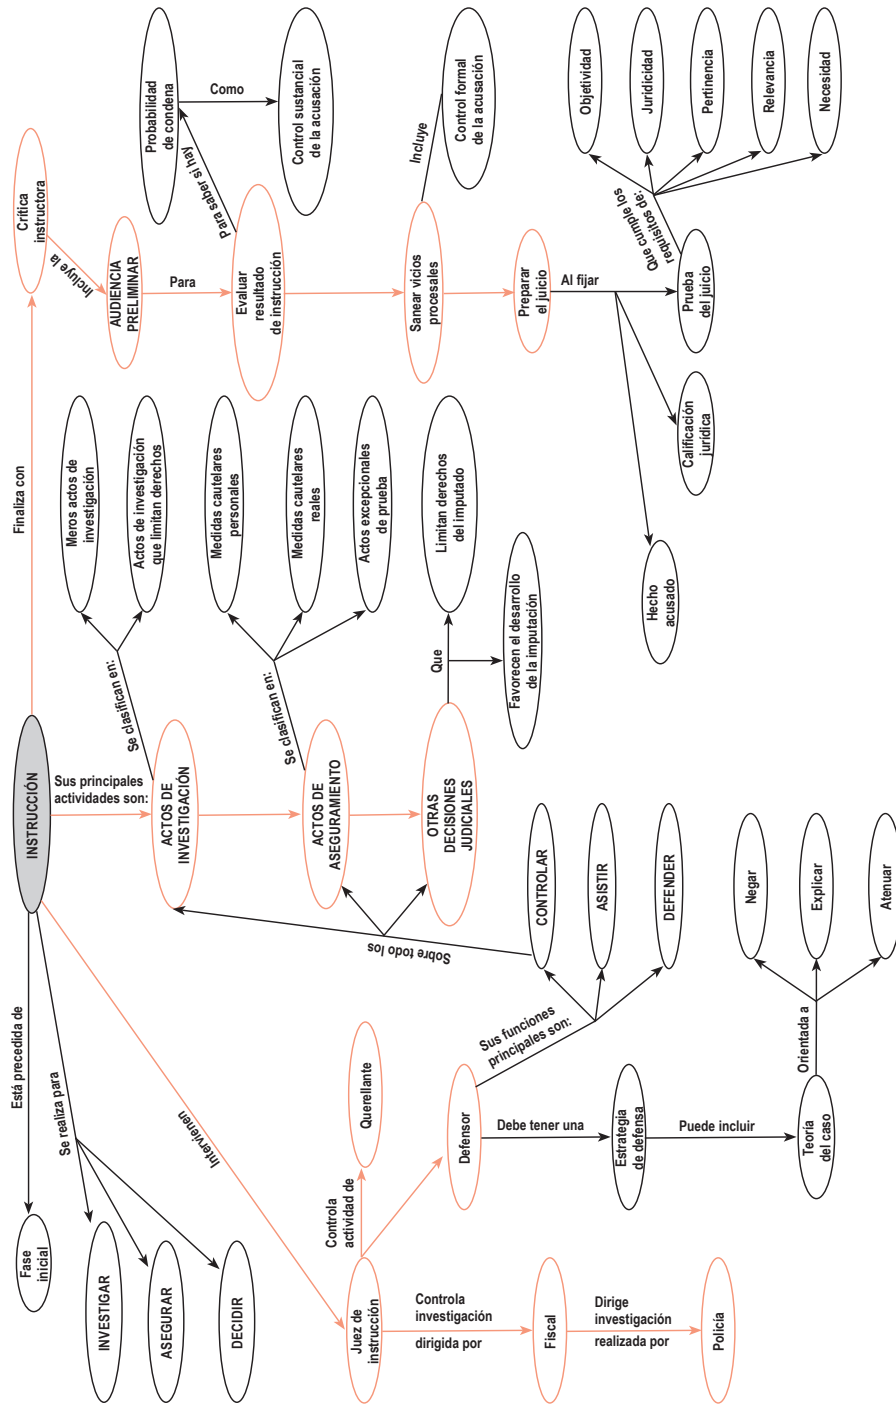 INSTRUCCIÓN
Está precedida de
Fase
inicial
Se realiza para
INVESTIGAR
ASEGURAR
DECIDIR
Intervienen
Juez de
instrucción
Controla
actividad de
Querellante
Defensor
Controla
investigación
dirigida por
Fiscal
Dirige
investigación
realizada por
Policía
Debe tener una
Estrategia
de defensa
Puede incluir
Teoría
del caso
Orientada a
Negar
Explicar
Atenuar
Sus funciones
principales son:
CONTROLAR
ASISTIR
DEFENDER
Sobre todo los
Sus principales
actividades son:
ACTOS DE
INVESTIGACIÓN
Se clasifican en:
Meros actos de
investigación
Actos de investigación
que limitan derechos
ACTOS DE
ASEGURAMIENTO
Se clasifican en:
Medidas cautelares
personales
Medidas cautelares
reales
Actos excepcionales
de prueba
OTRAS
DECISIONES
JUDICIALES
Que
Limitan derechos
del imputado
Favorecen el desarrollo
de la imputación
Finaliza con
Crítica
instructora
Incluye la
AUDIENCIA
PRELIMINAR
Para
Evaluar
resultado
de instrucción
Para saber si hay
Probabilidad
de condena
Como
Control sustancial
de la acusación
Sanear vicios
procesales
Incluye
Control formal
de la acusación
Preparar
el juicio
Al fijar
Hecho
acusado
Calificación
jurídica
Prueba
del juicio
Que cumple los
requisitos de:
Objetividad
Juridicidad
Pertinencia
Relevancia
Necesidad